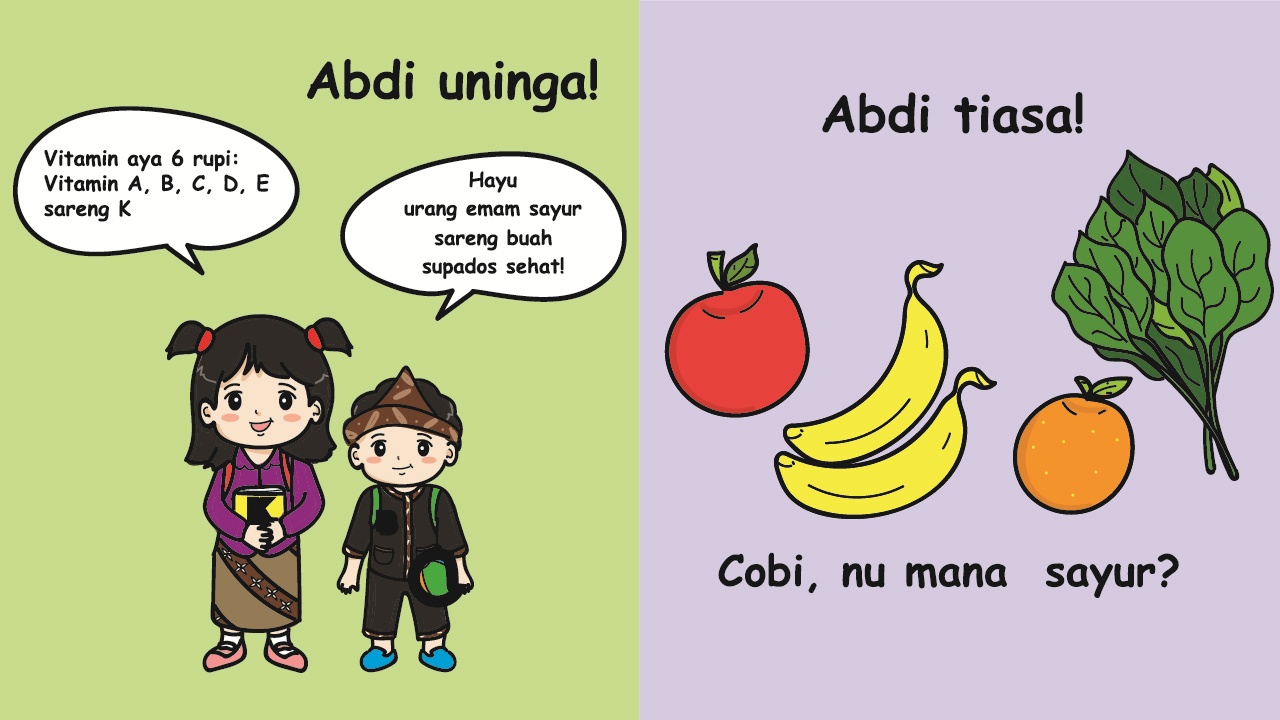 Abdi uninga!
Vitamin aya 6 rupi:
Vitamin A, B, C, D, E
sareng K
Hayu
urang emam sayur
sareng buah
supados sehat!
Abdi tiasa!
Cobi, nu mana sayur?